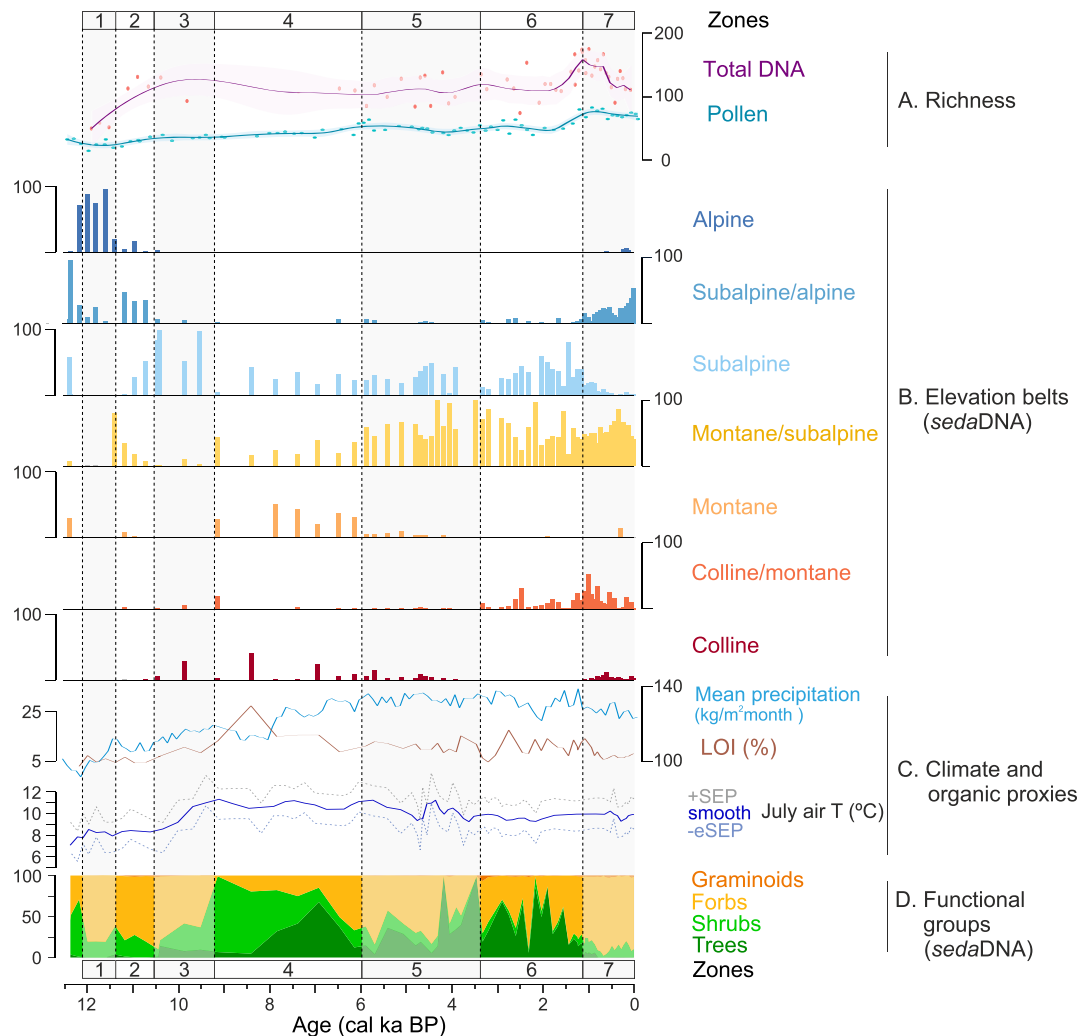 1 2 3 4 5 6 7 Zones
200
Total DNA
100
Pollen
0
A. Richness
100
Alpine
100
Subalpine/alpine
100
100
Subalpine
100
Montane/subalpine
100
100
Montane
100
Colline/montane
100
100
Colline
B. Elevation belts
(sedaDNA)
140
Mean precipitation
(kg/m²month )
25
LOI (%)
5
100
12
+SEP
10
smooth July air T (ºC)
8
-eSEP
6
C. Climate and
organic proxies
100
Graminoids
Forbs
50
Shrubs
Trees
0
D. Functional
groups
(sedaDNA)
1 2 3 4 5 6 7 Zones
12 10 8 6 4 2 0
Age (cal ka BP)